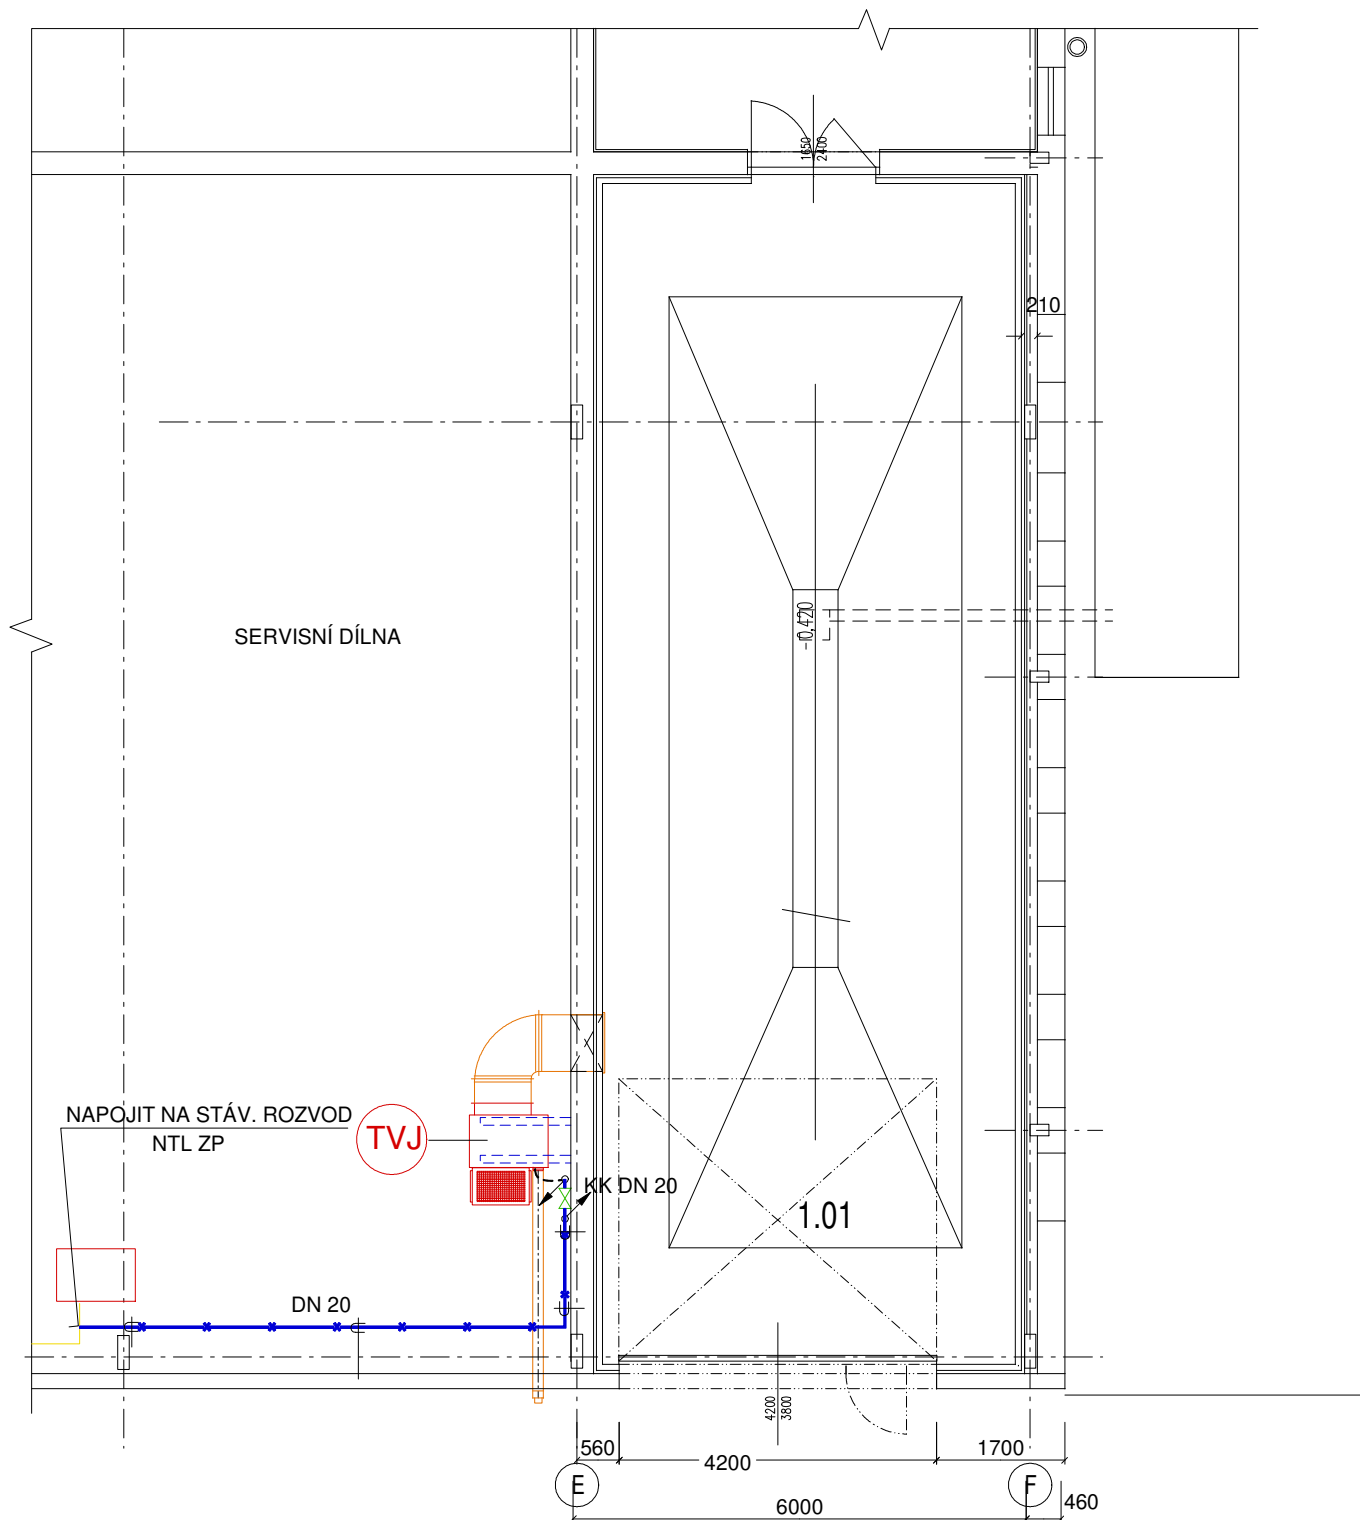 1650
2400
210
-0,420
SERVISNÍ DÍLNA
NAPOJIT NA STÁV. ROZVOD
NTL ZP
TVJ
KK DN 20
1.01
DN 20
4200
3800
560
4200
1700
E
F
6000
460